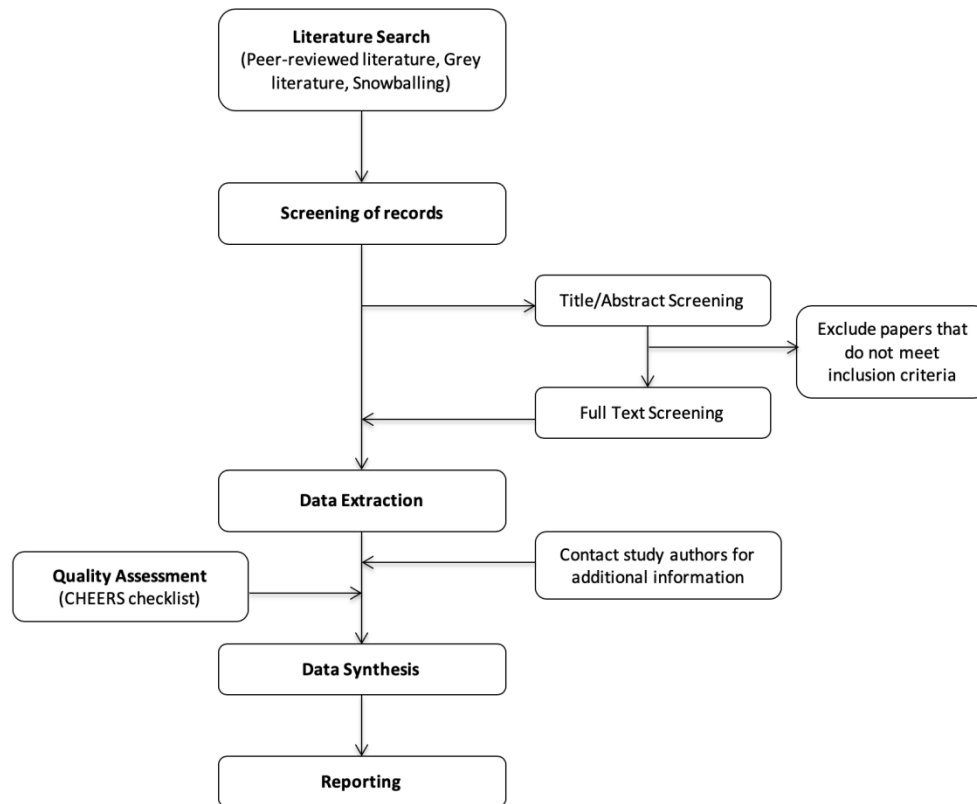 Literature Search
(Peer-reviewed literature, Grey
literature, Snowballing)
Screening of records
Title/Abstract Screening
Exclude papers that
do not meet
inclusion criteria
Full Text Screening
Data Extraction
Contact study authors for
additional information
Quality Assessment
(CHEERS checklist)
Data Synthesis
Reporting